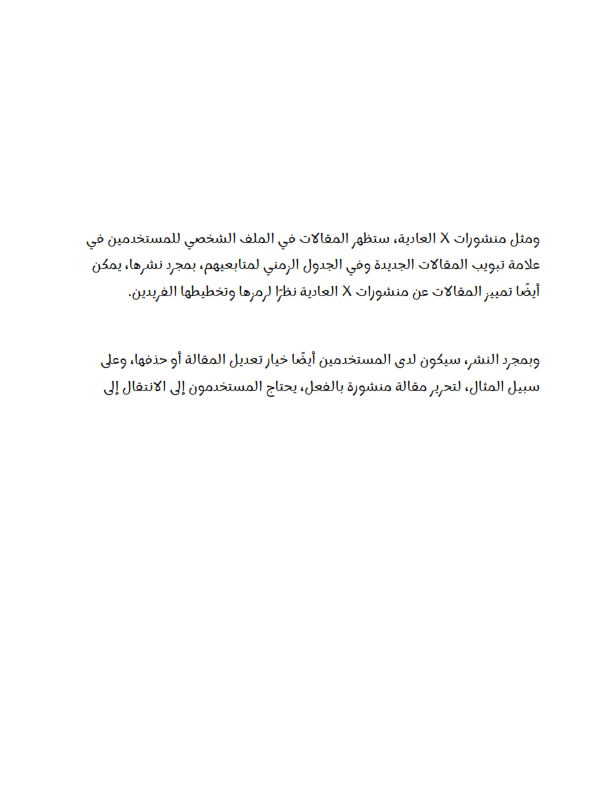 ومثل منشورات X العادية، ستظهر المقالات في الملف الشخصي للمستخدمين في
علامة تبويب المقالات الجديدة وفي الجدول الزمني لمتابعيهم، بمجرد نشرها، يمكن
أيضًا تمييز المقالات عن منشورات X العادية نظرًا لرمزها وتخطيطها الفريدين.
وبمجرد النشر، سيكون لدى المستخدمين أيضًا خيار تعديل المقالة أو حذفها، وعلى
سبيل المثال، لتحرير مقالة منشورة بالفعل، يحتاج المستخدمون إلى الانتقال إلى